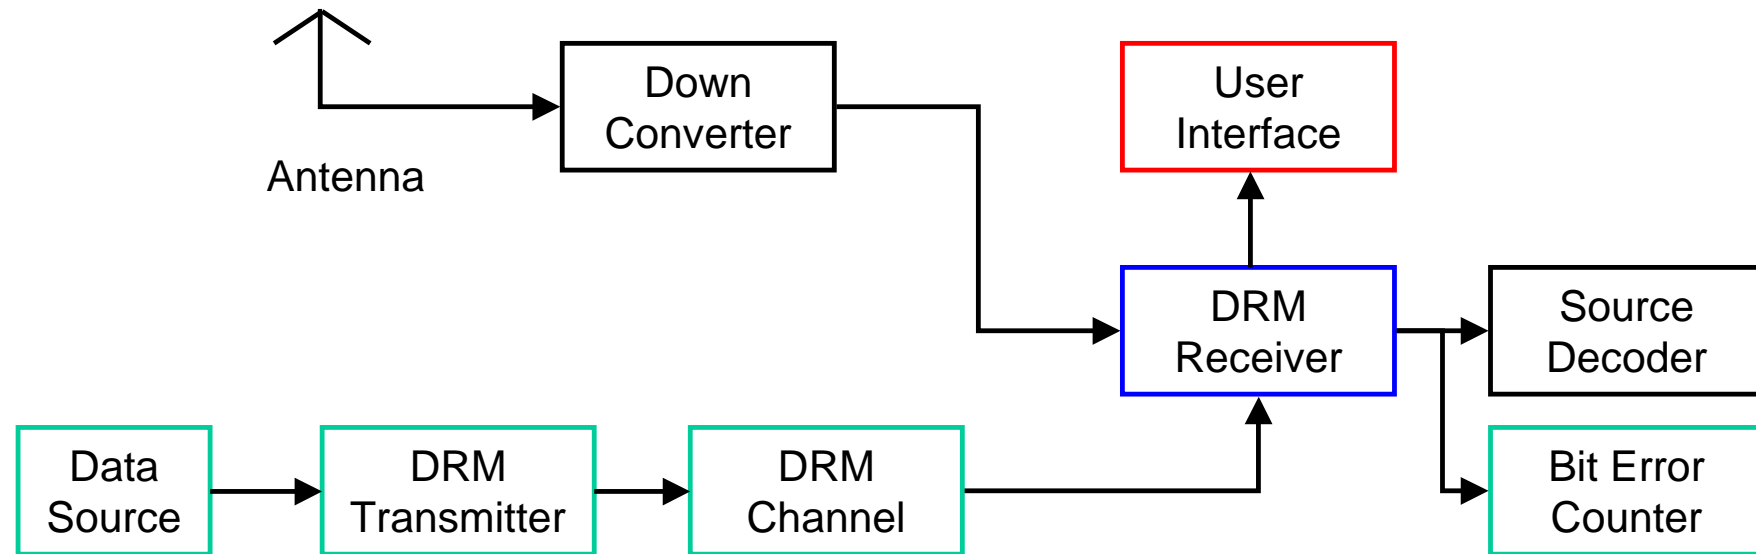 Down
Converter
User
Interface
Antenna
DRM
Receiver
Source
Decoder
Data
Source
DRM
Transmitter
DRM
Channel
Bit Error
Counter